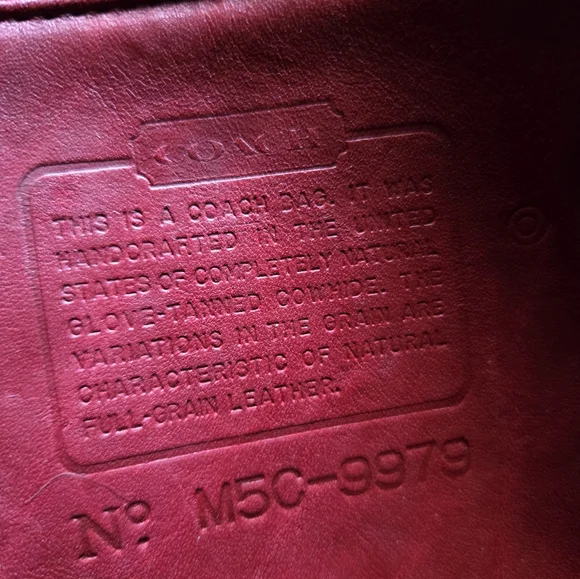 COACH
THIS IS A COACH BAG. IT WAS
HANDCRAFTED IN THE UNITED
STATES OF COMPLETELY NATURAL
GLOVE-TANNED COWHIDE. THE
VARIATIONS IN THE GRAIN ARE
CHARACTERISTIC OF NATURAL
FULL-GRAIN LEATHER.
Nº M5C-9979